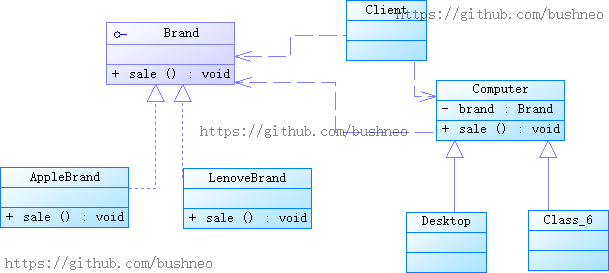 Client
https://github.com/bushneo
Brand
+ sale () : void
Computer
- brand : Brand
+ sale () : void
https://github.com/bushneo
AppleBrand
+ sale () : void
LenoveBrand
+ sale () : void
Desktop
Class_6
https://github.com/bushneo